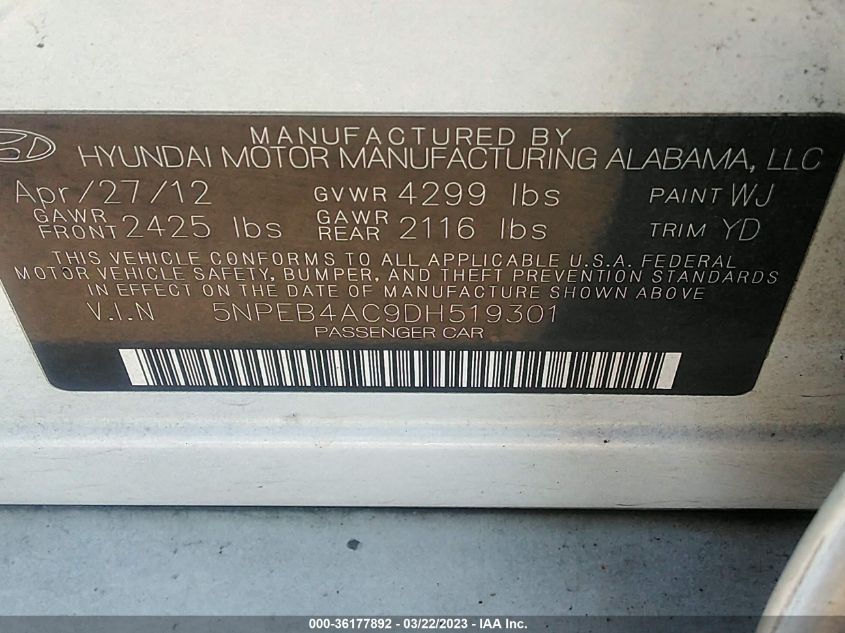 MANUFACTURED BY
HYUNDAI MOTOR MANUFACTURING ALABAMA, LLC
Apr/27/12 GVWR 4299 lbs PAINT WJ
GAWR FRONT 2425 lbs GAWR REAR 2116 lbs TRIM YD
THIS VEHICLE CONFORMS TO ALL APPLICABLE U.S.A. FEDERAL
MOTOR VEHICLE SAFETY, BUMPER, AND THEFT PREVENTION STANDARDS
IN EFFECT ON THE DATE OF MANUFACTURE SHOWN ABOVE
V.I.N 5NPEB4AC9DH519301
PASSENGER CAR
000-36177892 - 03/22/2023 - IAA Inc.